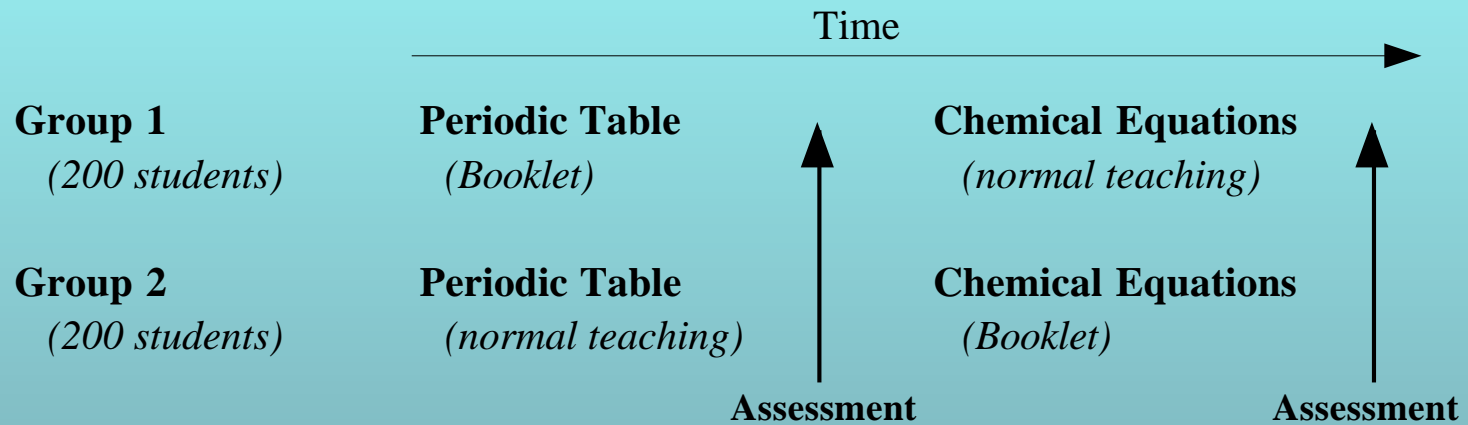 Time
Group 1 Periodic Table Chemical Equations
(200 students) (Booklet) (normal teaching)
Group 2 Periodic Table Chemical Equations
(200 students) (normal teaching) (Booklet)
Assessment Assessment